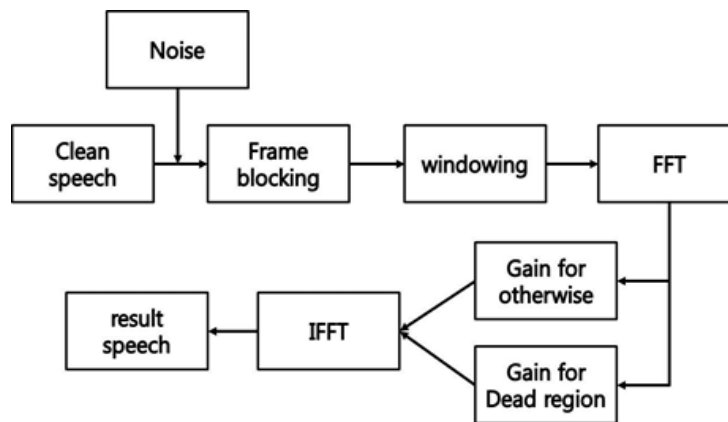 Noise
Clean
speech
Frame
blocking
windowing
FFT
Gain for
otherwise
result
speech
IFFT
Gain for
Dead region